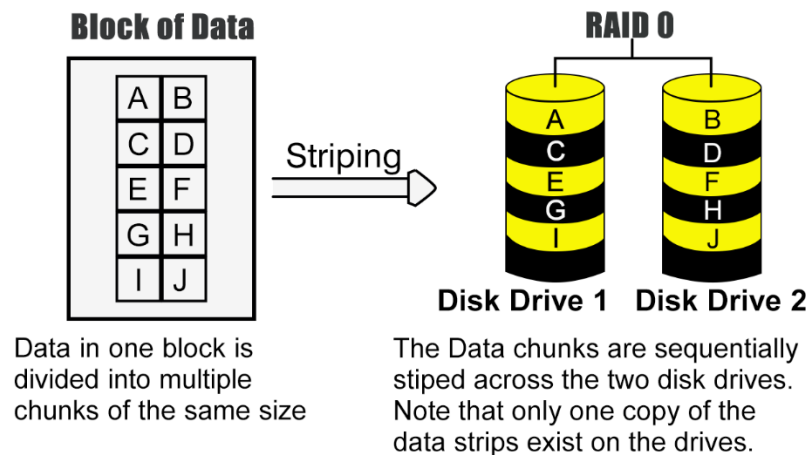 Block of Data
A B
C D
E F
G H
I J
Striping
RAID 0
A
C
E
G
I
B
D
F
H
J
Disk Drive 1
Disk Drive 2
Data in one block is
divided into multiple
chunks of the same size
The Data chunks are sequentially
stiped across the two disk drives.
Note that only one copy of the
data strips exist on the drives.